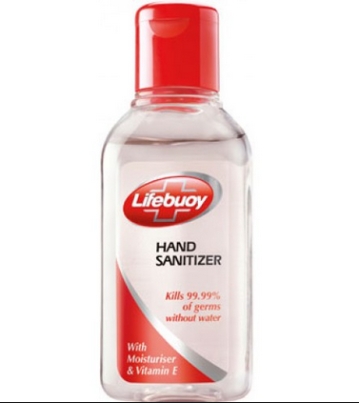 Lifebuoy
HAND
SANITIZER
Kills 99.99%
of germs
without water
With
Moisturiser
& Vitamin E